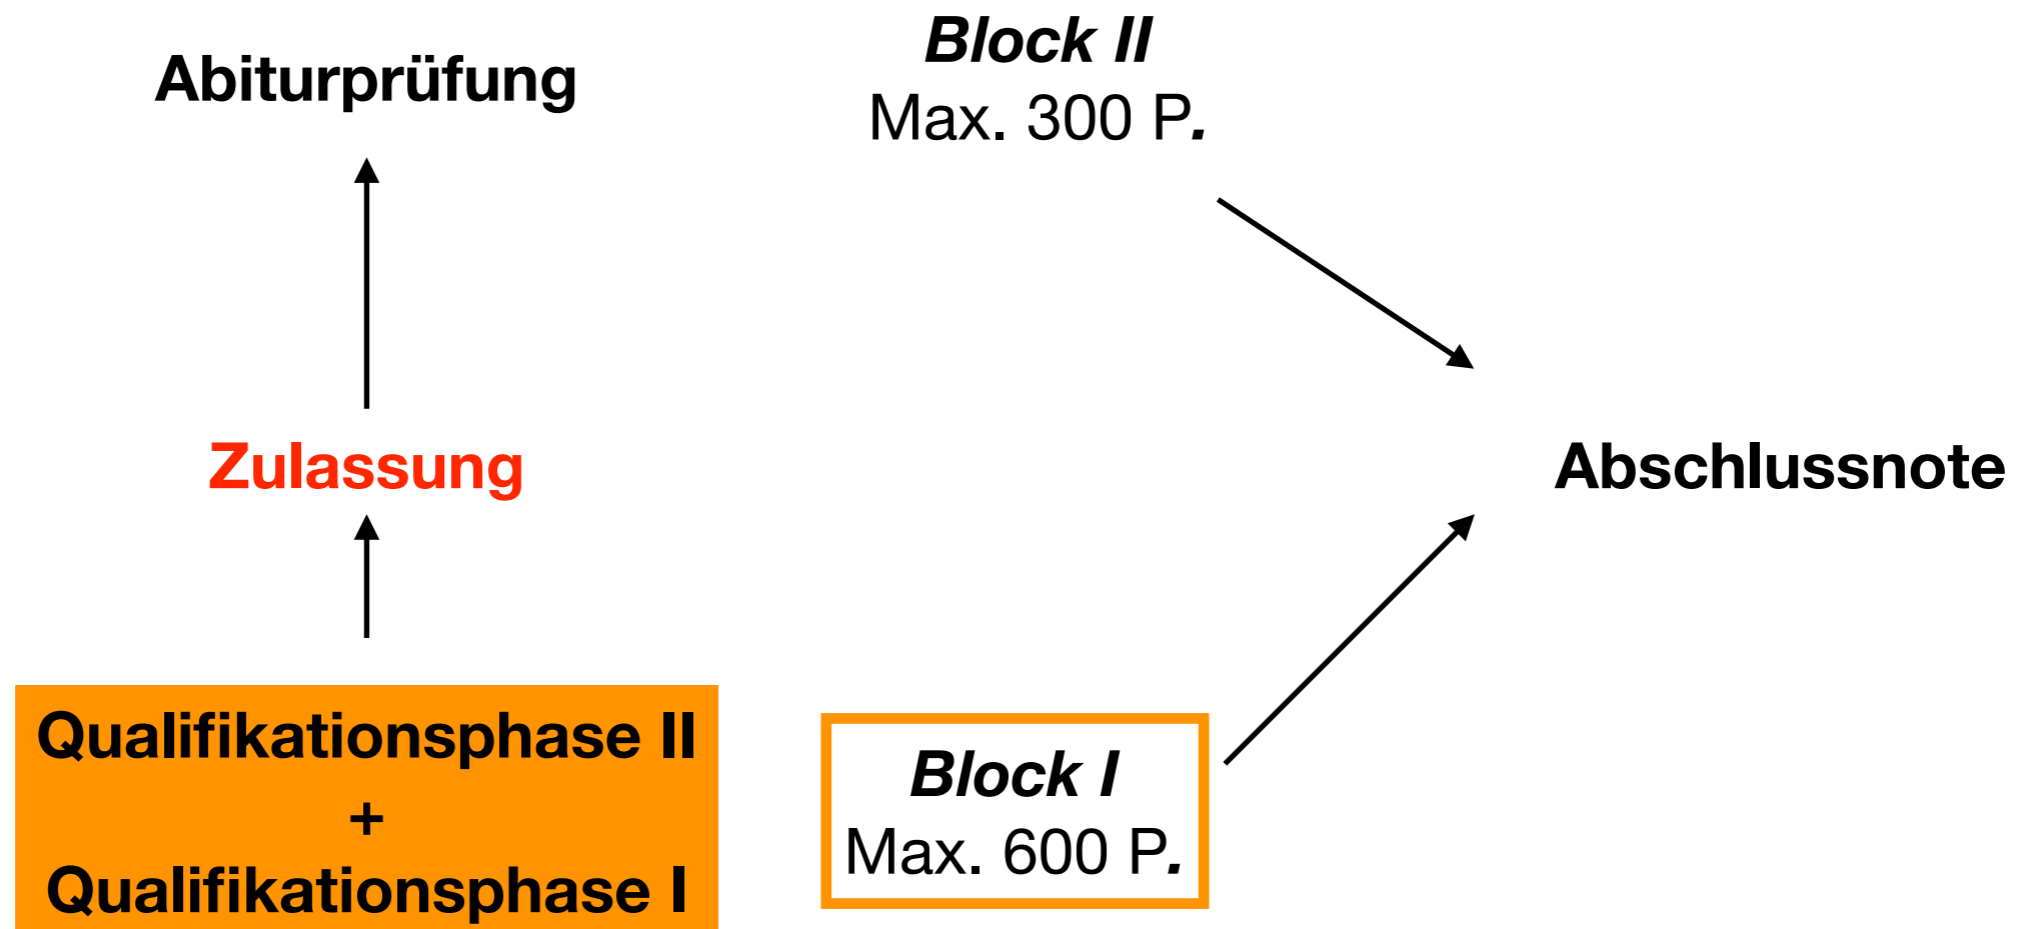 Abiturprüfung
Block II
Max. 300 P.
Zulassung
Abschlussnote
Qualifikationsphase II
+
Qualifikationsphase I
Block I
Max. 600 P.